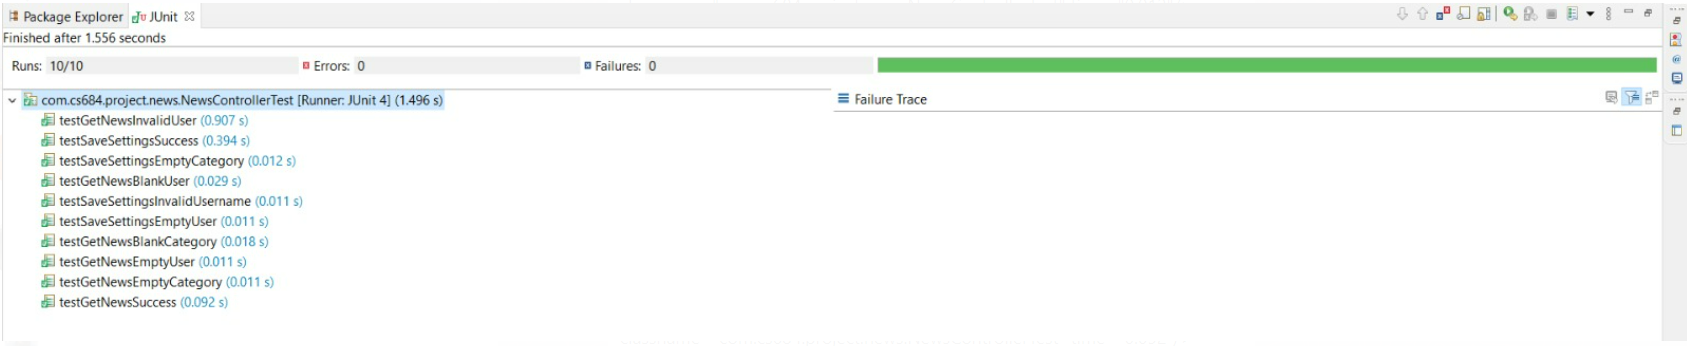 Package Explorer JUnit
Finished after 1.556 seconds
Runs: 10/10 Errors: 0 Failures: 0
com.cs684.project.news.NewsControllerTest [Runner: JUnit 4] (1.496 s)
Failure Trace
testGetNewsInvalidUser (0.907 s)
testSaveSettingsSuccess (0.394 s)
testSaveSettingsEmptyCategory (0.012 s)
testGetNewsBlankUser (0.029 s)
testSaveSettingsInvalidUsername (0.011 s)
testSaveSettingsEmptyUser (0.011 s)
testGetNewsBlankCategory (0.018 s)
testGetNewsEmptyUser (0.011 s)
testGetNewsEmptyCategory (0.011 s)
testGetNewsSuccess (0.092 s)